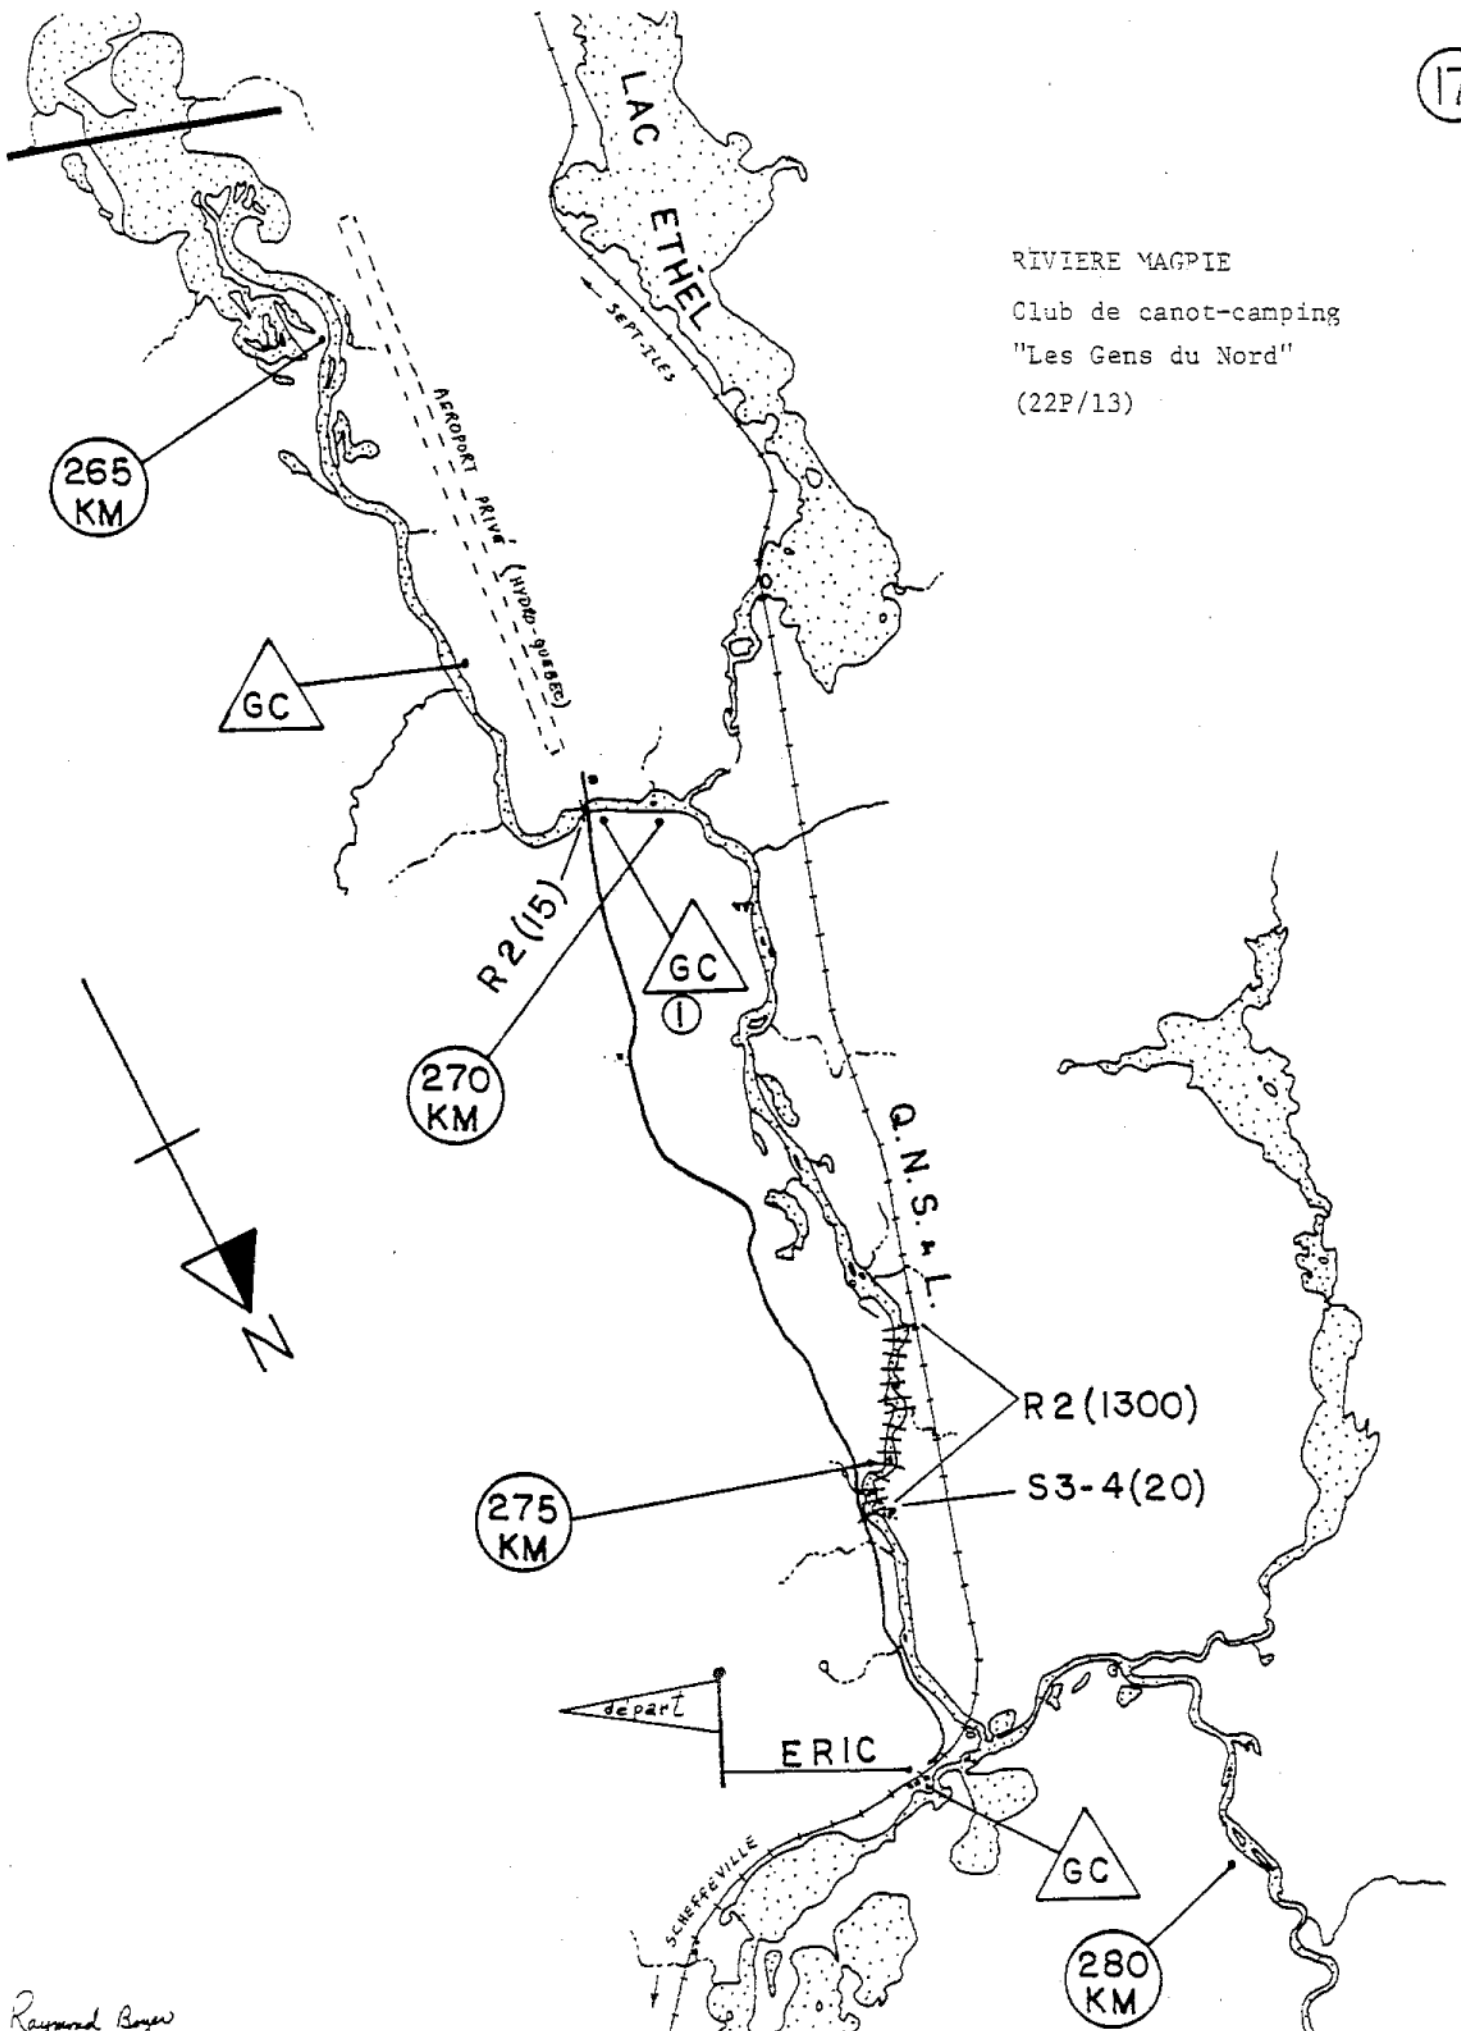 17
LAC ETHEL
RIVIERE MAGPIE
Club de canot-camping
"Les Gens du Nord"
(22P/13)
SEPT-ILES
AEROPORT PRIVÉ (HYDRO-QUEBEC)
265
KM
GC
R2(15)
GC
1
270
KM
Q.N.S. & L.
N
R2(1300)
S3-4(20)
275
KM
départ
ERIC
GC
SCHEFFEVILLE
280
KM
Raymond Boyer